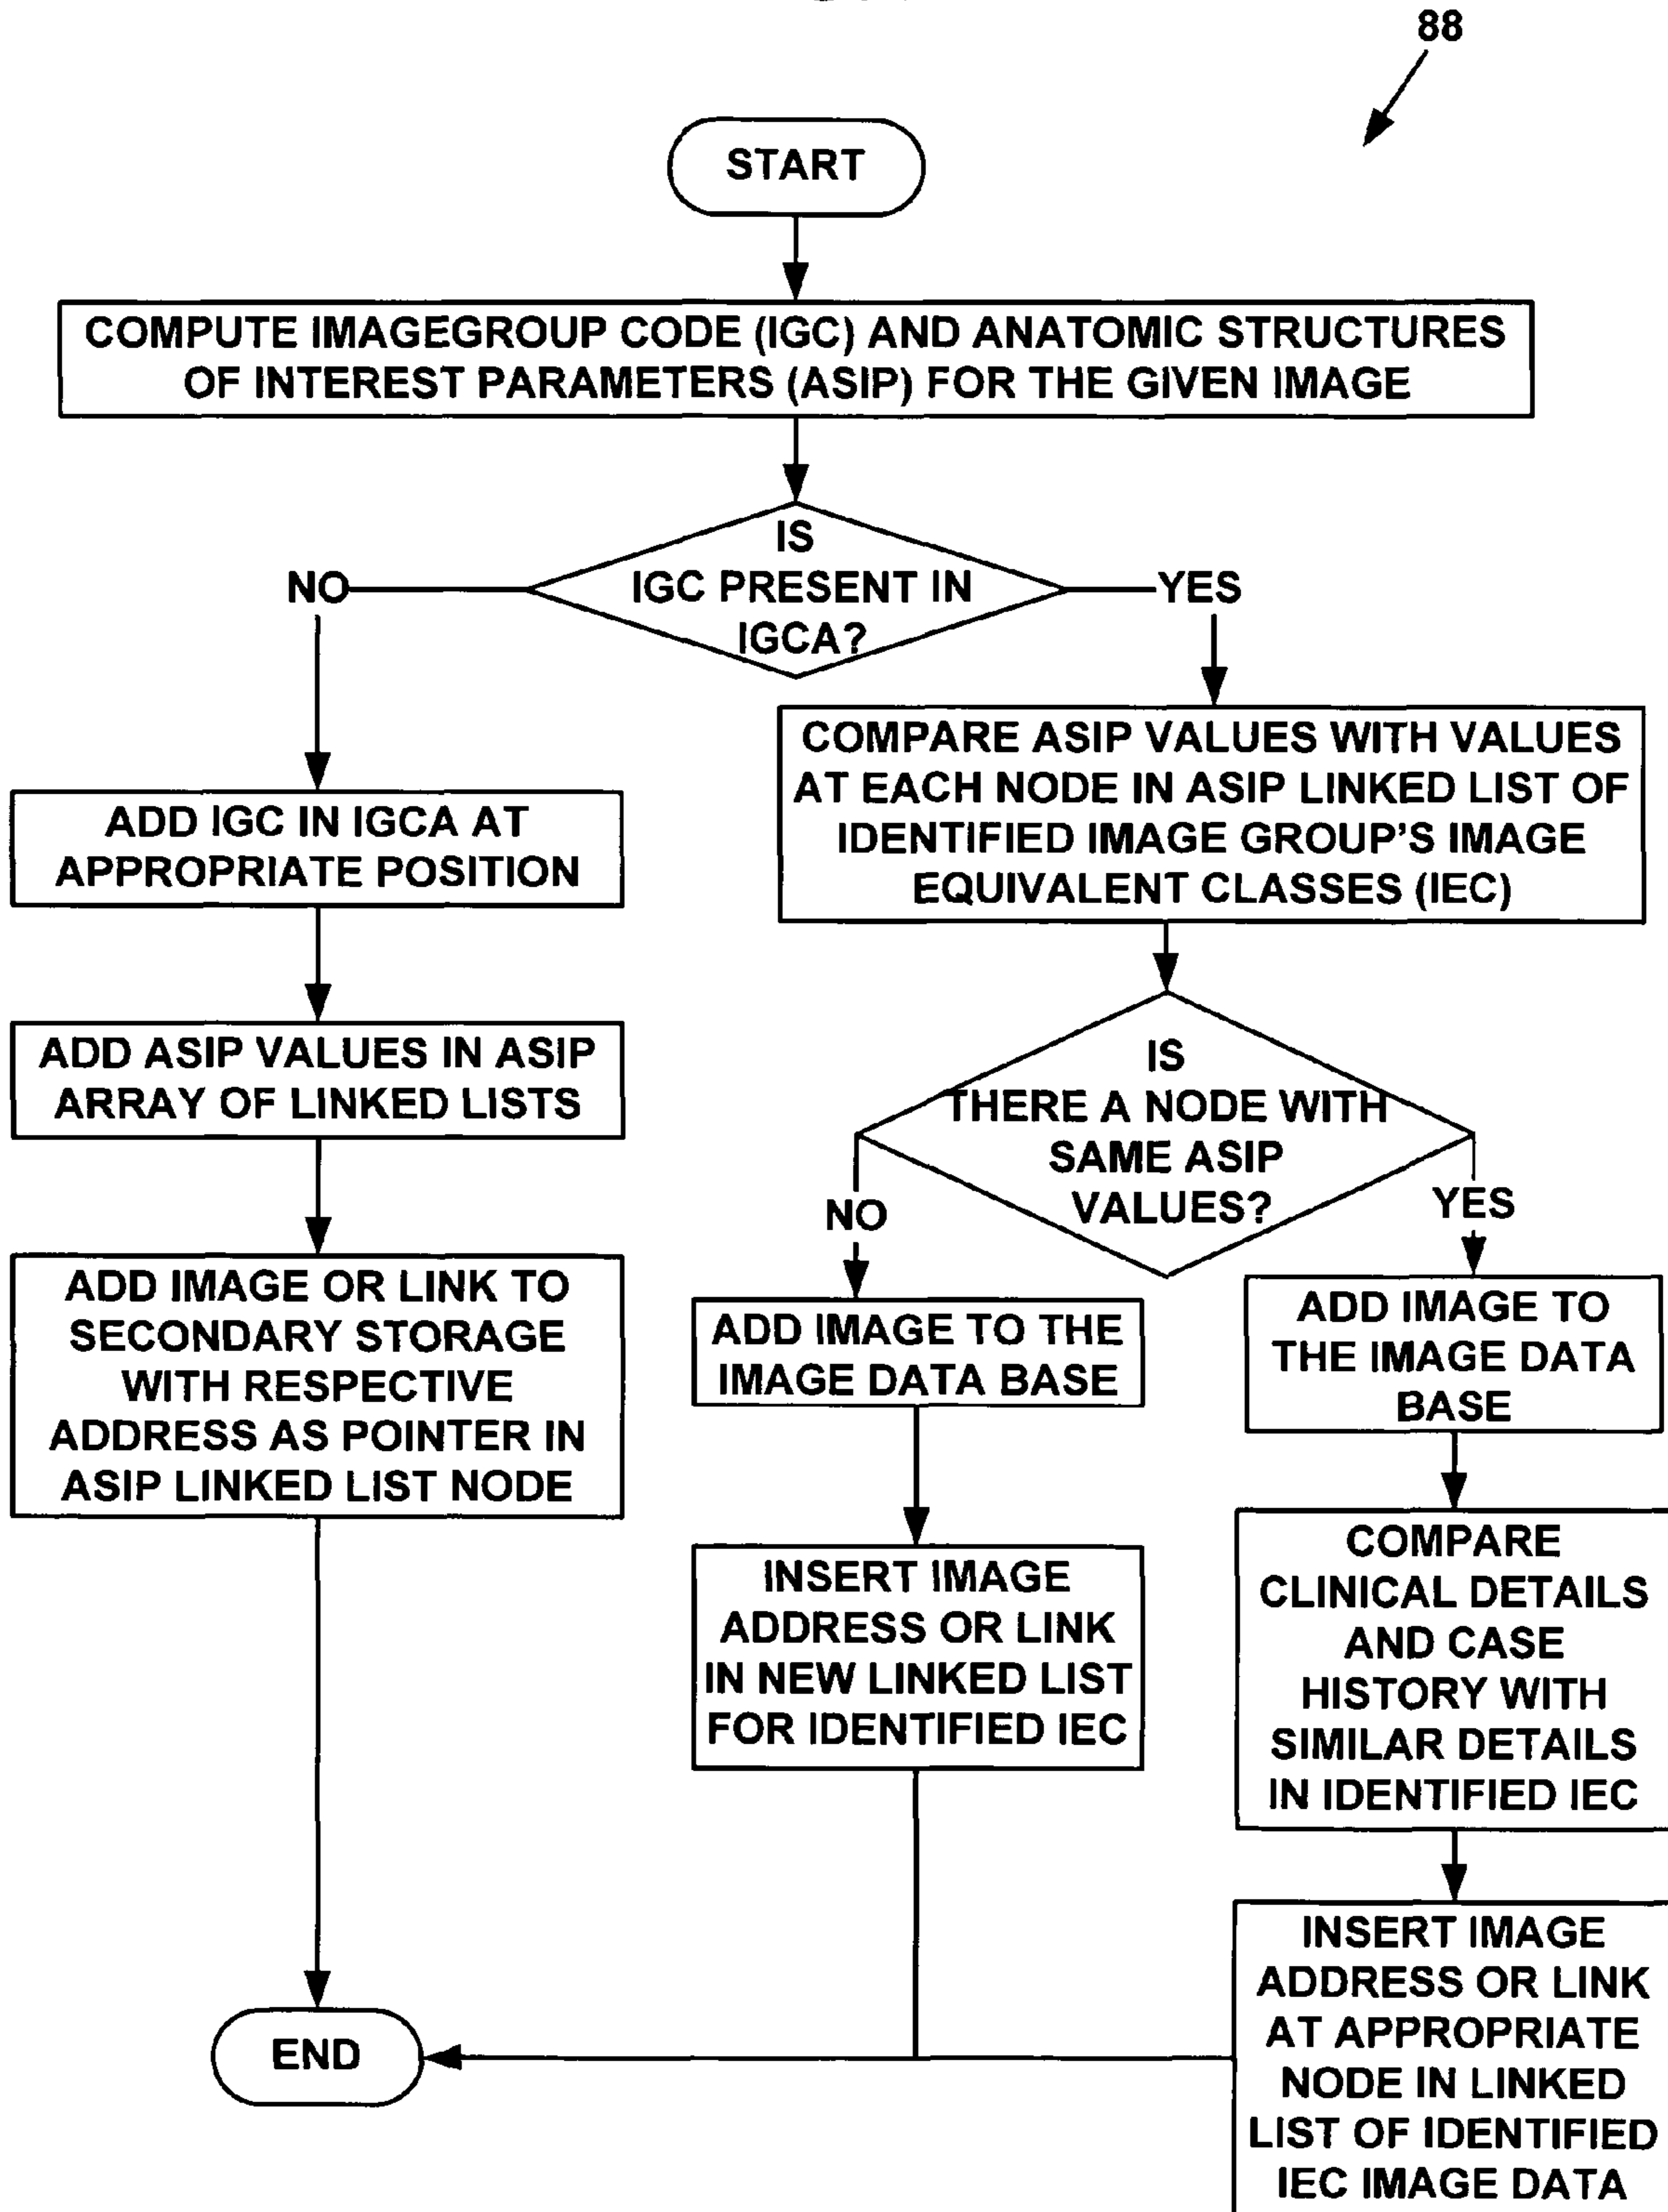 88
START
COMPUTE IMAGEGROUP CODE (IGC) AND ANATOMIC STRUCTURES
OF INTEREST PARAMETERS (ASIP) FOR THE GIVEN IMAGE
IS
IGC PRESENT IN
IGCA?
NO
YES
ADD IGC IN IGCA AT
APPROPRIATE POSITION
ADD ASIP VALUES IN ASIP
ARRAY OF LINKED LISTS
ADD IMAGE OR LINK TO
SECONDARY STORAGE
WITH RESPECTIVE
ADDRESS AS POINTER IN
ASIP LINKED LIST NODE
COMPARE ASIP VALUES WITH VALUES
AT EACH NODE IN ASIP LINKED LIST OF
IDENTIFIED IMAGE GROUP'S IMAGE
EQUIVALENT CLASSES (IEC)
IS
THERE A NODE WITH
SAME ASIP
VALUES?
NO
YES
ADD IMAGE TO THE
IMAGE DATA BASE
INSERT IMAGE
ADDRESS OR LINK
IN NEW LINKED LIST
FOR IDENTIFIED IEC
ADD IMAGE TO
THE IMAGE DATA
BASE
COMPARE
CLINICAL DETAILS
AND CASE
HISTORY WITH
SIMILAR DETAILS
IN IDENTIFIED IEC
INSERT IMAGE
ADDRESS OR LINK
AT APPROPRIATE
NODE IN LINKED
LIST OF IDENTIFIED
IEC IMAGE DATA
END